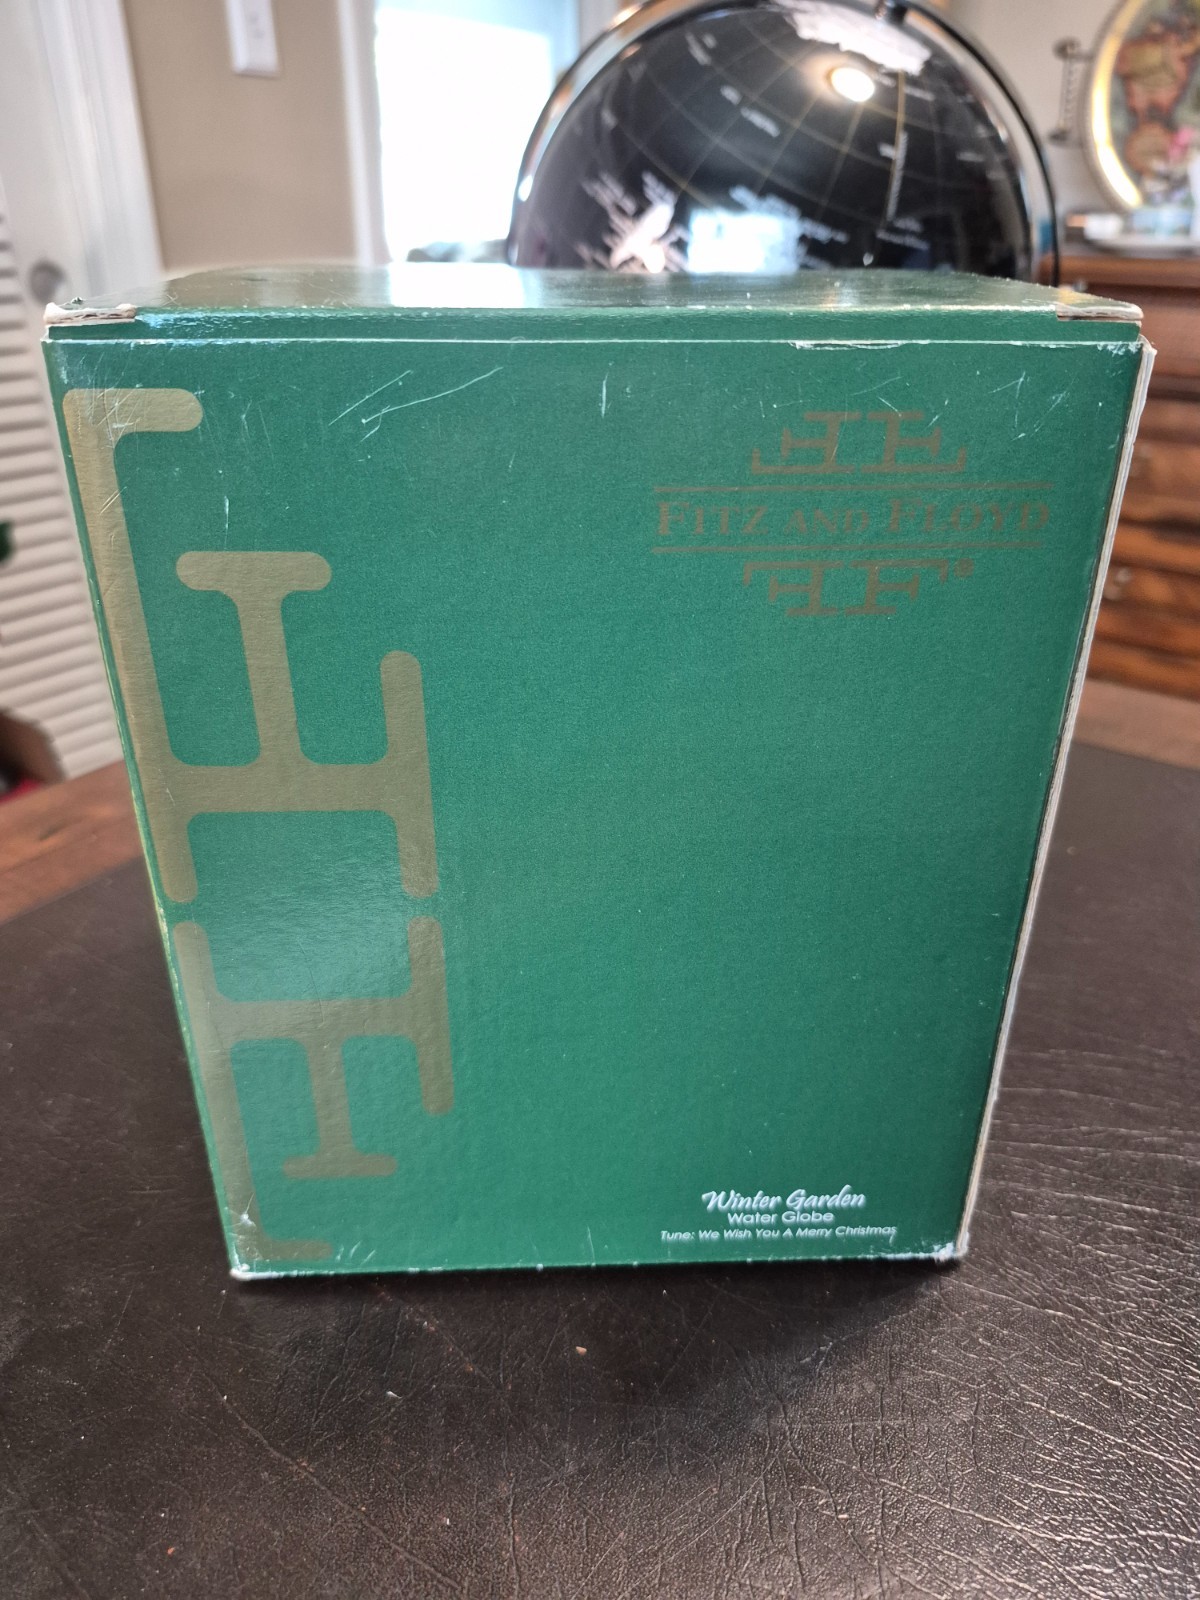 FITZ AND FLOYD
®
Winter Garden
Water Globe
Tune: We Wish You A Merry Christmas